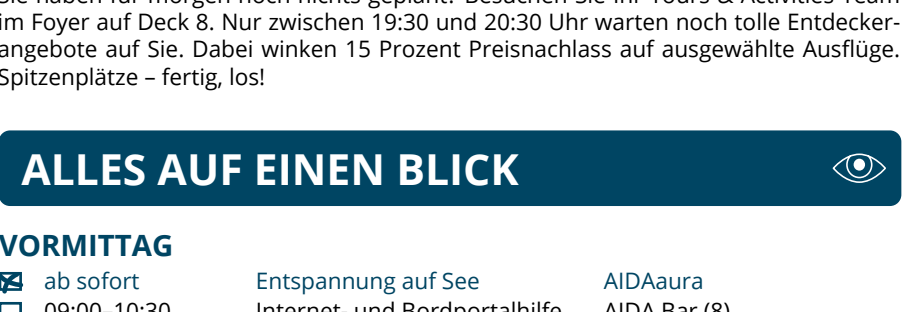 Sie haben für morgen noch nichts geplant? Besuchen Sie Ihr Tours & Activities Team
im Foyer auf Deck 8. Nur zwischen 19:30 und 20:30 Uhr warten noch tolle Entdecker-
angebote auf Sie. Dabei winken 15 Prozent Preisnachlass auf ausgewählte Ausflüge.
Spitzenplätze – fertig, los!
ALLES AUF EINEN BLICK
VORMITTAG
ab sofort Entspannung auf See AIDAaura
09:00–10:30 Internet- und Bordportalhilfe AIDA Bar (8)